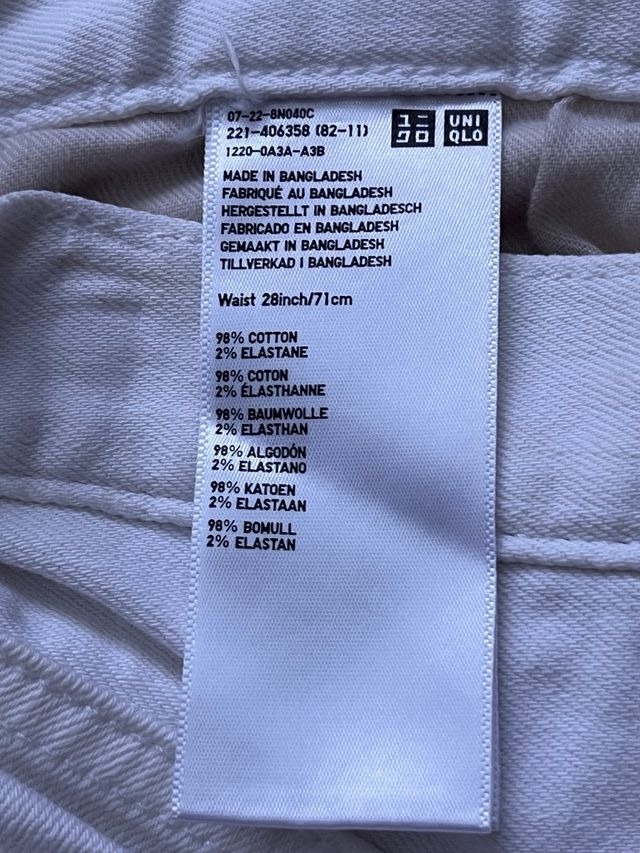 07-22-8N040C
221-406358 (82-11)
1220-0A3A-A3B
ユニ
クロ
UNI
QLO
MADE IN BANGLADESH
FABRIQUÉ AU BANGLADESH
HERGESTELLT IN BANGLADESCH
FABRICADO EN BANGLADESH
GEMAAKT IN BANGLADESH
TILLVERKAD I BANGLADESH
Waist 28inch/71cm
98% COTTON
2% ELASTANE
98% COTON
2% ÉLASTHANNE
98% BAUMWOLLE
2% ELASTHAN
98% ALGODÓN
2% ELASTANO
98% KATOEN
2% ELASTAAN
98% BOMULL
2% ELASTAN